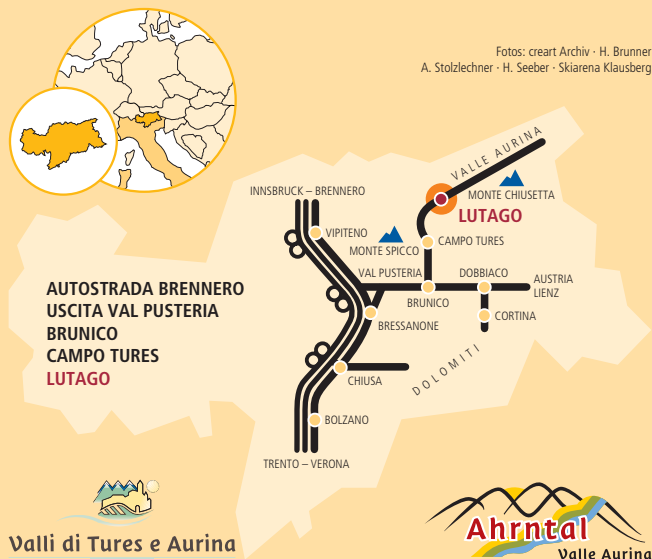 Fotos: creart Archiv · H. Brunner
A. Stolzlechner · H. Seeber · Skiarena Klausberg
VALLE AURINA
INNSBRUCK – BRENNERO
MONTE CHIUSETTA
LUTAGO
VIPITENO
CAMPO TURES
MONTE SPICCO
VAL PUSTERIA
DOBBIACO
AUSTRIA
LIENZ
BRUNICO
CORTINA
BRESSANONE
DOLOMITI
CHIUSA
BOLZANO
TRENTO – VERONA
AUTOSTRADA BRENNERO
USCITA VAL PUSTERIA
BRUNICO
CAMPO TURES
LUTAGO
Valli di Tures e Aurina
Ahrntal
Valle Aurina